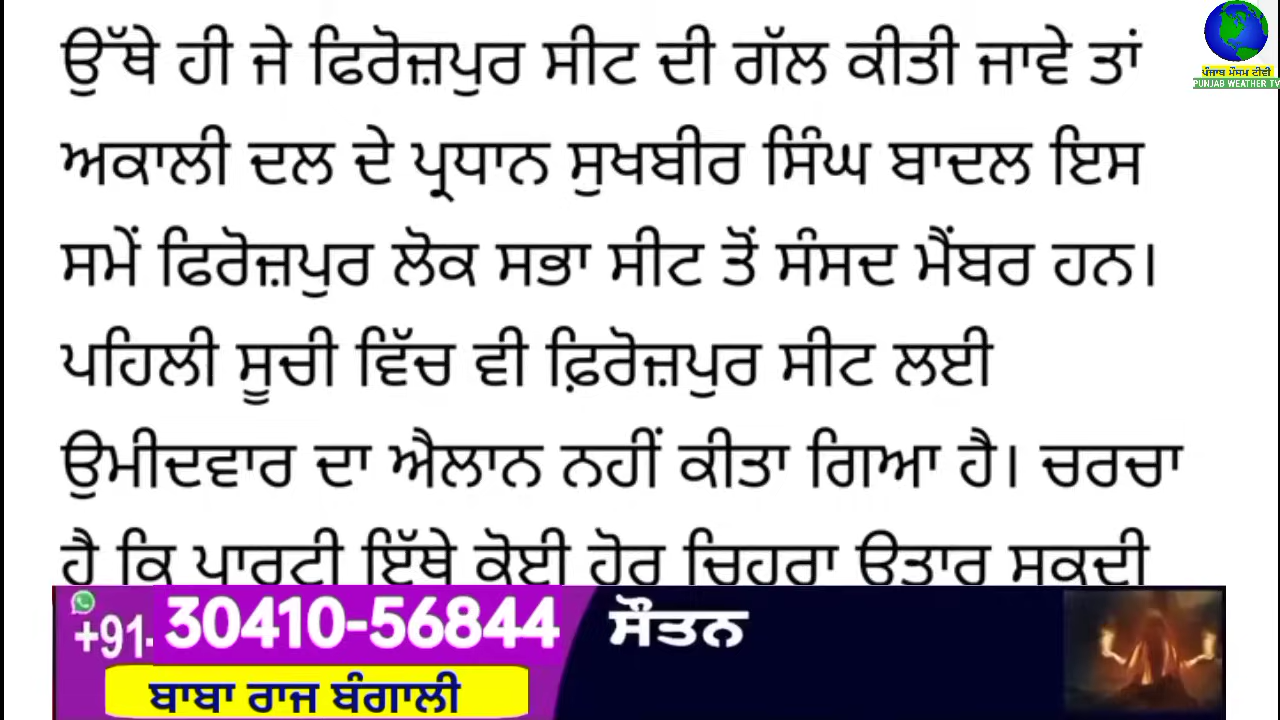 ਉੱਥੇ ਹੀ ਜੇ ਫਿਰੋਜ਼ਪੁਰ ਸੀਟ ਦੀ ਗੱਲ ਕੀਤੀ ਜਾਵੇ ਤਾਂ
ਅਕਾਲੀ ਦਲ ਦੇ ਪ੍ਰਧਾਨ ਸੁਖਬੀਰ ਸਿੰਘ ਬਾਦਲ ਇਸ
ਸਮੇਂ ਫਿਰੋਜ਼ਪੁਰ ਲੋਕ ਸਭਾ ਸੀਟ ਤੋਂ ਸੰਸਦ ਮੈਂਬਰ ਹਨ।
ਪਹਿਲੀ ਸੂਚੀ ਵਿੱਚ ਵੀ ਫ਼ਿਰੋਜ਼ਪੁਰ ਸੀਟ ਲਈ
ਉਮੀਦਵਾਰ ਦਾ ਐਲਾਨ ਨਹੀਂ ਕੀਤਾ ਗਿਆ ਹੈ। ਚਰਚਾ
ਹੈ ਕਿ ਪਾਰਟੀ ਇੱਥੇ ਕੋਈ ਹੋਰ ਚਿਹਰਾ ਉਤਾਰ ਸਕਦੀ
ਪੰਜਾਬ ਮੌਸਮ ਟੀਵੀ
PUNJAB WEATHER TV
+91. 30410-56844
ਸੌਤਨ
ਬਾਬਾ ਰਾਜ ਬੰਗਾਲੀ